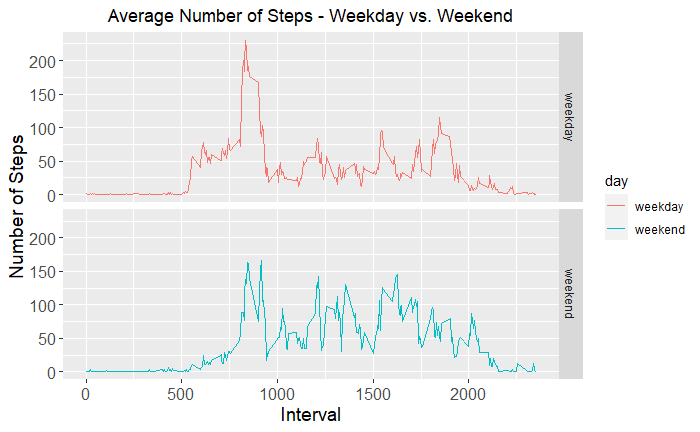 Average Number of Steps - Weekday vs. Weekend
Number of Steps
200
150
100
50
0
weekday
200
150
100
50
0
weekend
0 500 1000 1500 2000
Interval
day
weekday
weekend